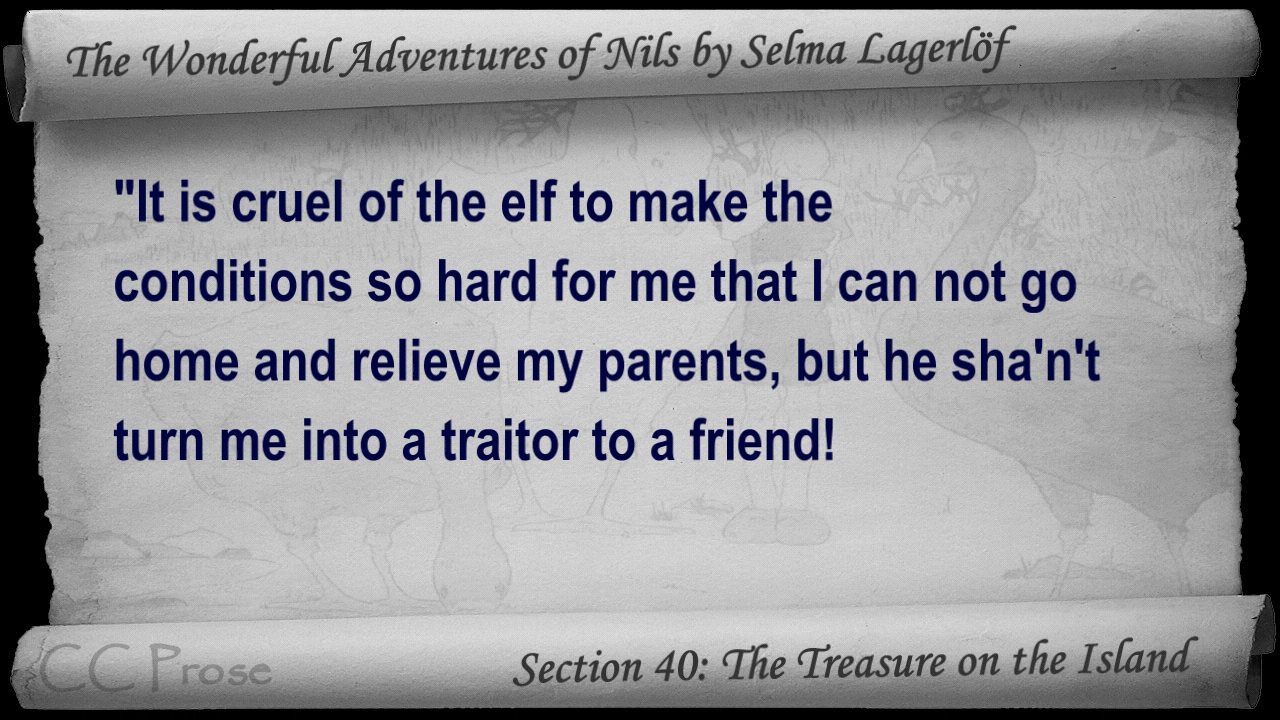 The Wonderful Adventures of Nils by Selma Lagerlöf
"It is cruel of the elf to make the
conditions so hard for me that I can not go
home and relieve my parents, but he sha'n't
turn me into a traitor to a friend!
CC Prose
Section 40: The Treasure on the Island